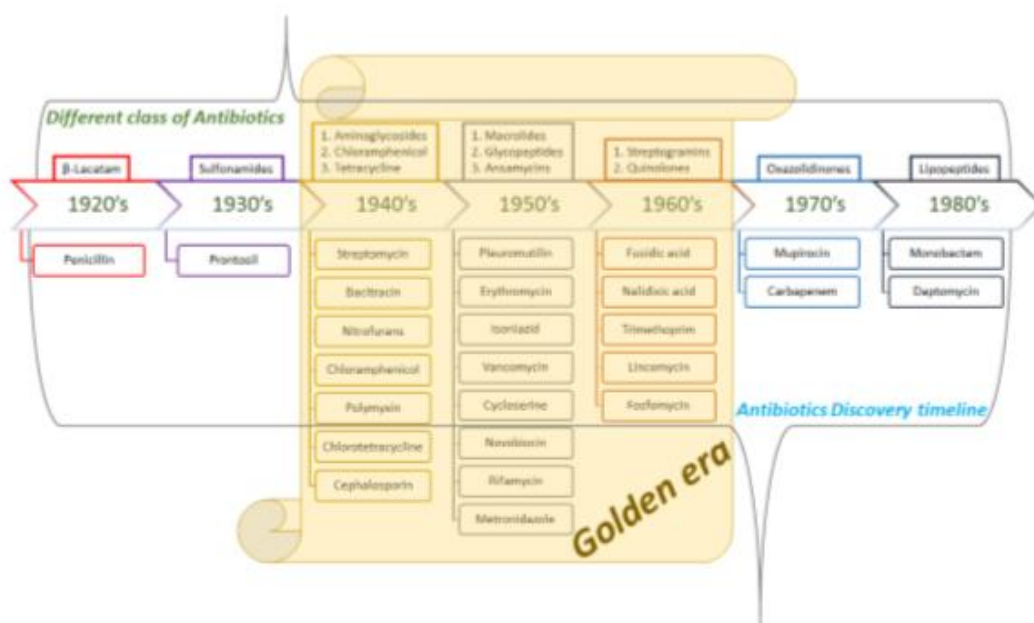 Different class of Antibiotics
β-Lacatam
Sulfonamides
1. Aminoglycosides
2. Chloramphenicol
3. Tetracycline
1. Macrolides
2. Glycopeptides
3. Ansamycins
1. Streptogramins
2. Quinolones
Oxazolidinones
Lipopeptides
1920's
1930's
1940's
1950's
1960's
1970's
1980's
Penicillin
Prontosil
Streptomycin
Bacitracin
Nitrofurans
Chloramphenicol
Polymyxin
Chlorotetracycline
Cephalosporin
Pleuromutilin
Erythromycin
Isoniazid
Vancomycin
Cycloserine
Novobiocin
Rifamycin
Metronidazole
Fusidic acid
Nalidixic acid
Trimethoprim
Lincomycin
Fosfomycin
Mupirocin
Carbapenem
Monobactam
Daptomycin
Antibiotics Discovery timeline
Golden era